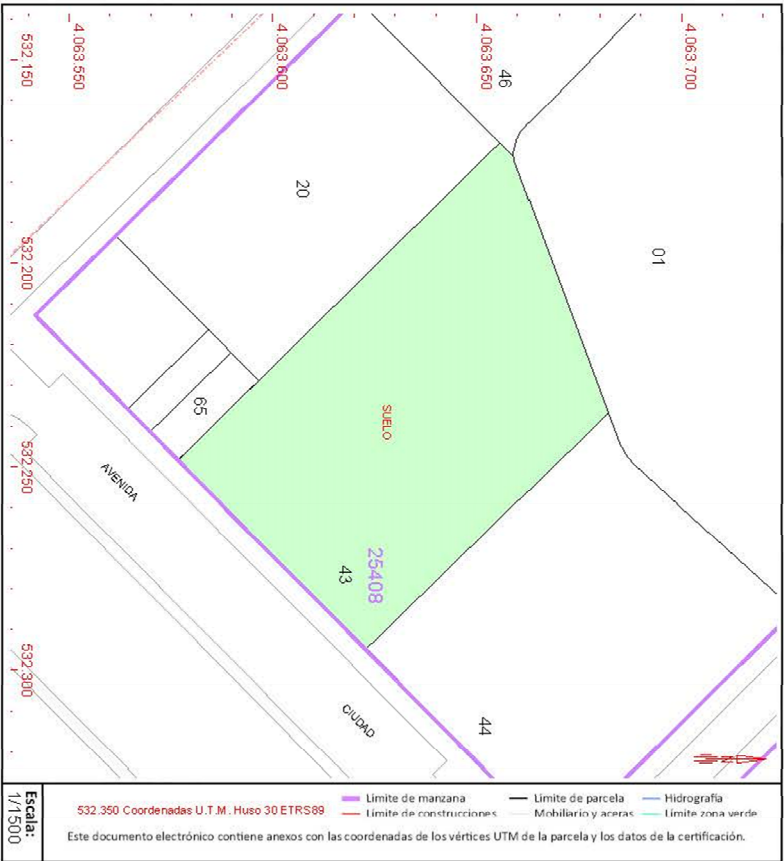 4.063.550
4.063.600
4.063.650
4.063.700
532.150
532.200
532.250
532.300
46
20
01
65
SUELO
25408
43
44
AVENIDA
CIUDAD
Escala:
1/1500
532.350 Coordenadas U.T.M. Huso 30 ETRS89
Límite de manzana
Límite de parcela
Hidrografía
Límite de construcciones
Mobiliario y aceras
Límite zona verde
Este documento electrónico contiene anexos con las coordenadas de los vértices UTM de la parcela y los datos de la certificación.